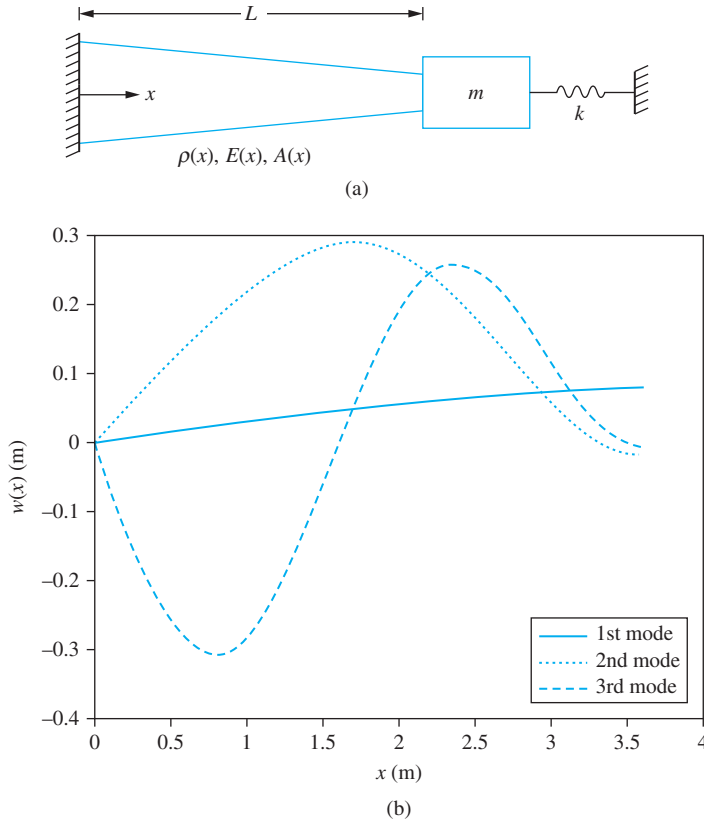 L
x
m
k
ρ(x), E(x), A(x)
(a)
0.3
0.2
0.1
0
–0.1
–0.2
–0.3
–0.4
w(x) (m)
1st mode
2nd mode
3rd mode
0 0.5 1 1.5 2 2.5 3 3.5 4
x (m)
(b)